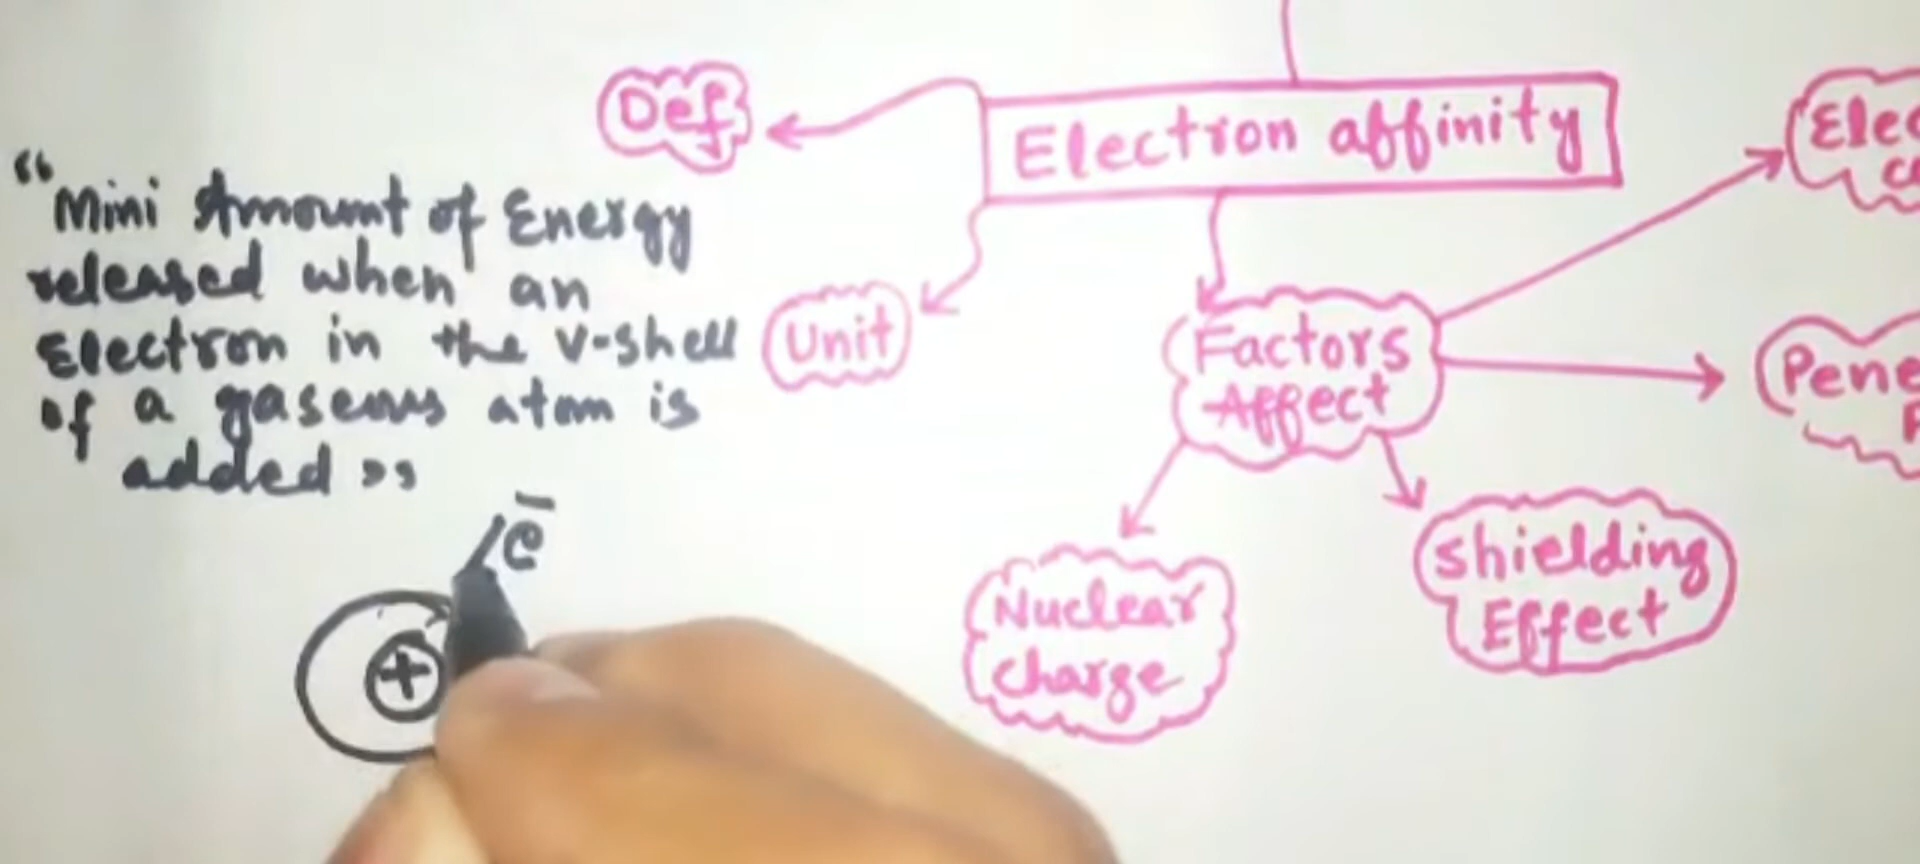 Def
Electron affinity
"Mini Amount of Energy
released when an
Electron in the v-shell
of a gaseous atom is
added"
Unit
Factors
Affect
Elec
Pene
Nuclear
charge
Shielding
Effect
e-
+